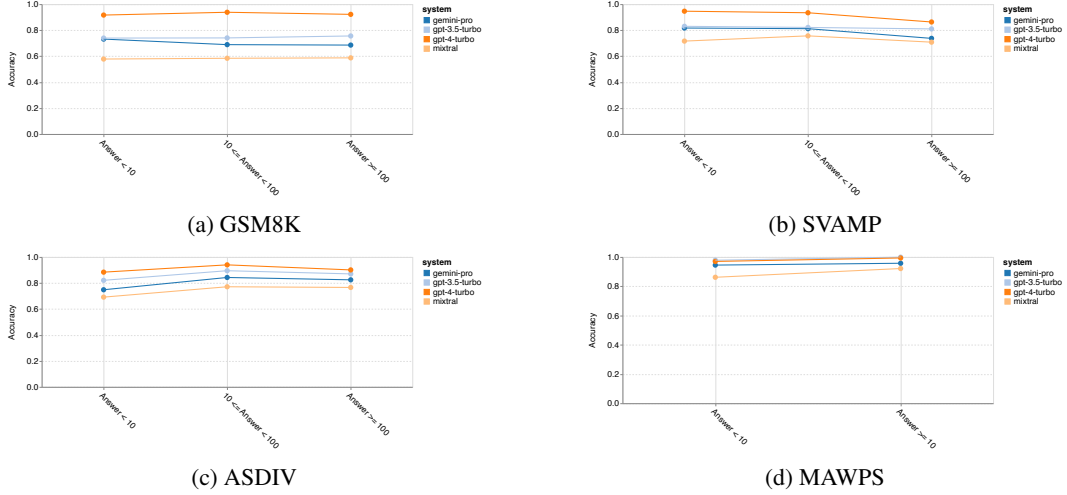 1.0
0.8
0.6
0.4
0.2
0.0
Accuracy
Answer < 10
10 <= Answer < 100
Answer >= 100
system
gemini-pro
gpt-3.5-turbo
gpt-4-turbo
mixtral
(a) GSM8K
1.0
0.8
0.6
0.4
0.2
0.0
Accuracy
Answer < 10
10 <= Answer < 100
Answer >= 100
system
gemini-pro
gpt-3.5-turbo
gpt-4-turbo
mixtral
(b) SVAMP
1.0
0.8
0.6
0.4
0.2
0.0
Accuracy
Answer < 10
10 <= Answer < 100
Answer >= 100
system
gemini-pro
gpt-3.5-turbo
gpt-4-turbo
mixtral
(c) ASDIV
1.0
0.8
0.6
0.4
0.2
0.0
Accuracy
Answer < 10
Answer >= 10
system
gemini-pro
gpt-3.5-turbo
gpt-4-turbo
mixtral
(d) MAWPS